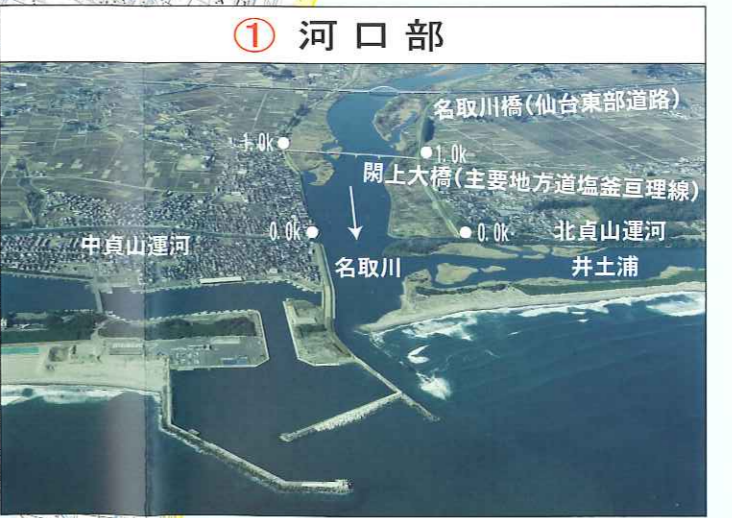 ① 河口部
名取川橋(仙台東部道路)
1.0k
1.0k
閖上大橋(主要地方道塩釜亘理線)
0.0k
0.0k
北貞山運河
中貞山運河
名取川
井土浦